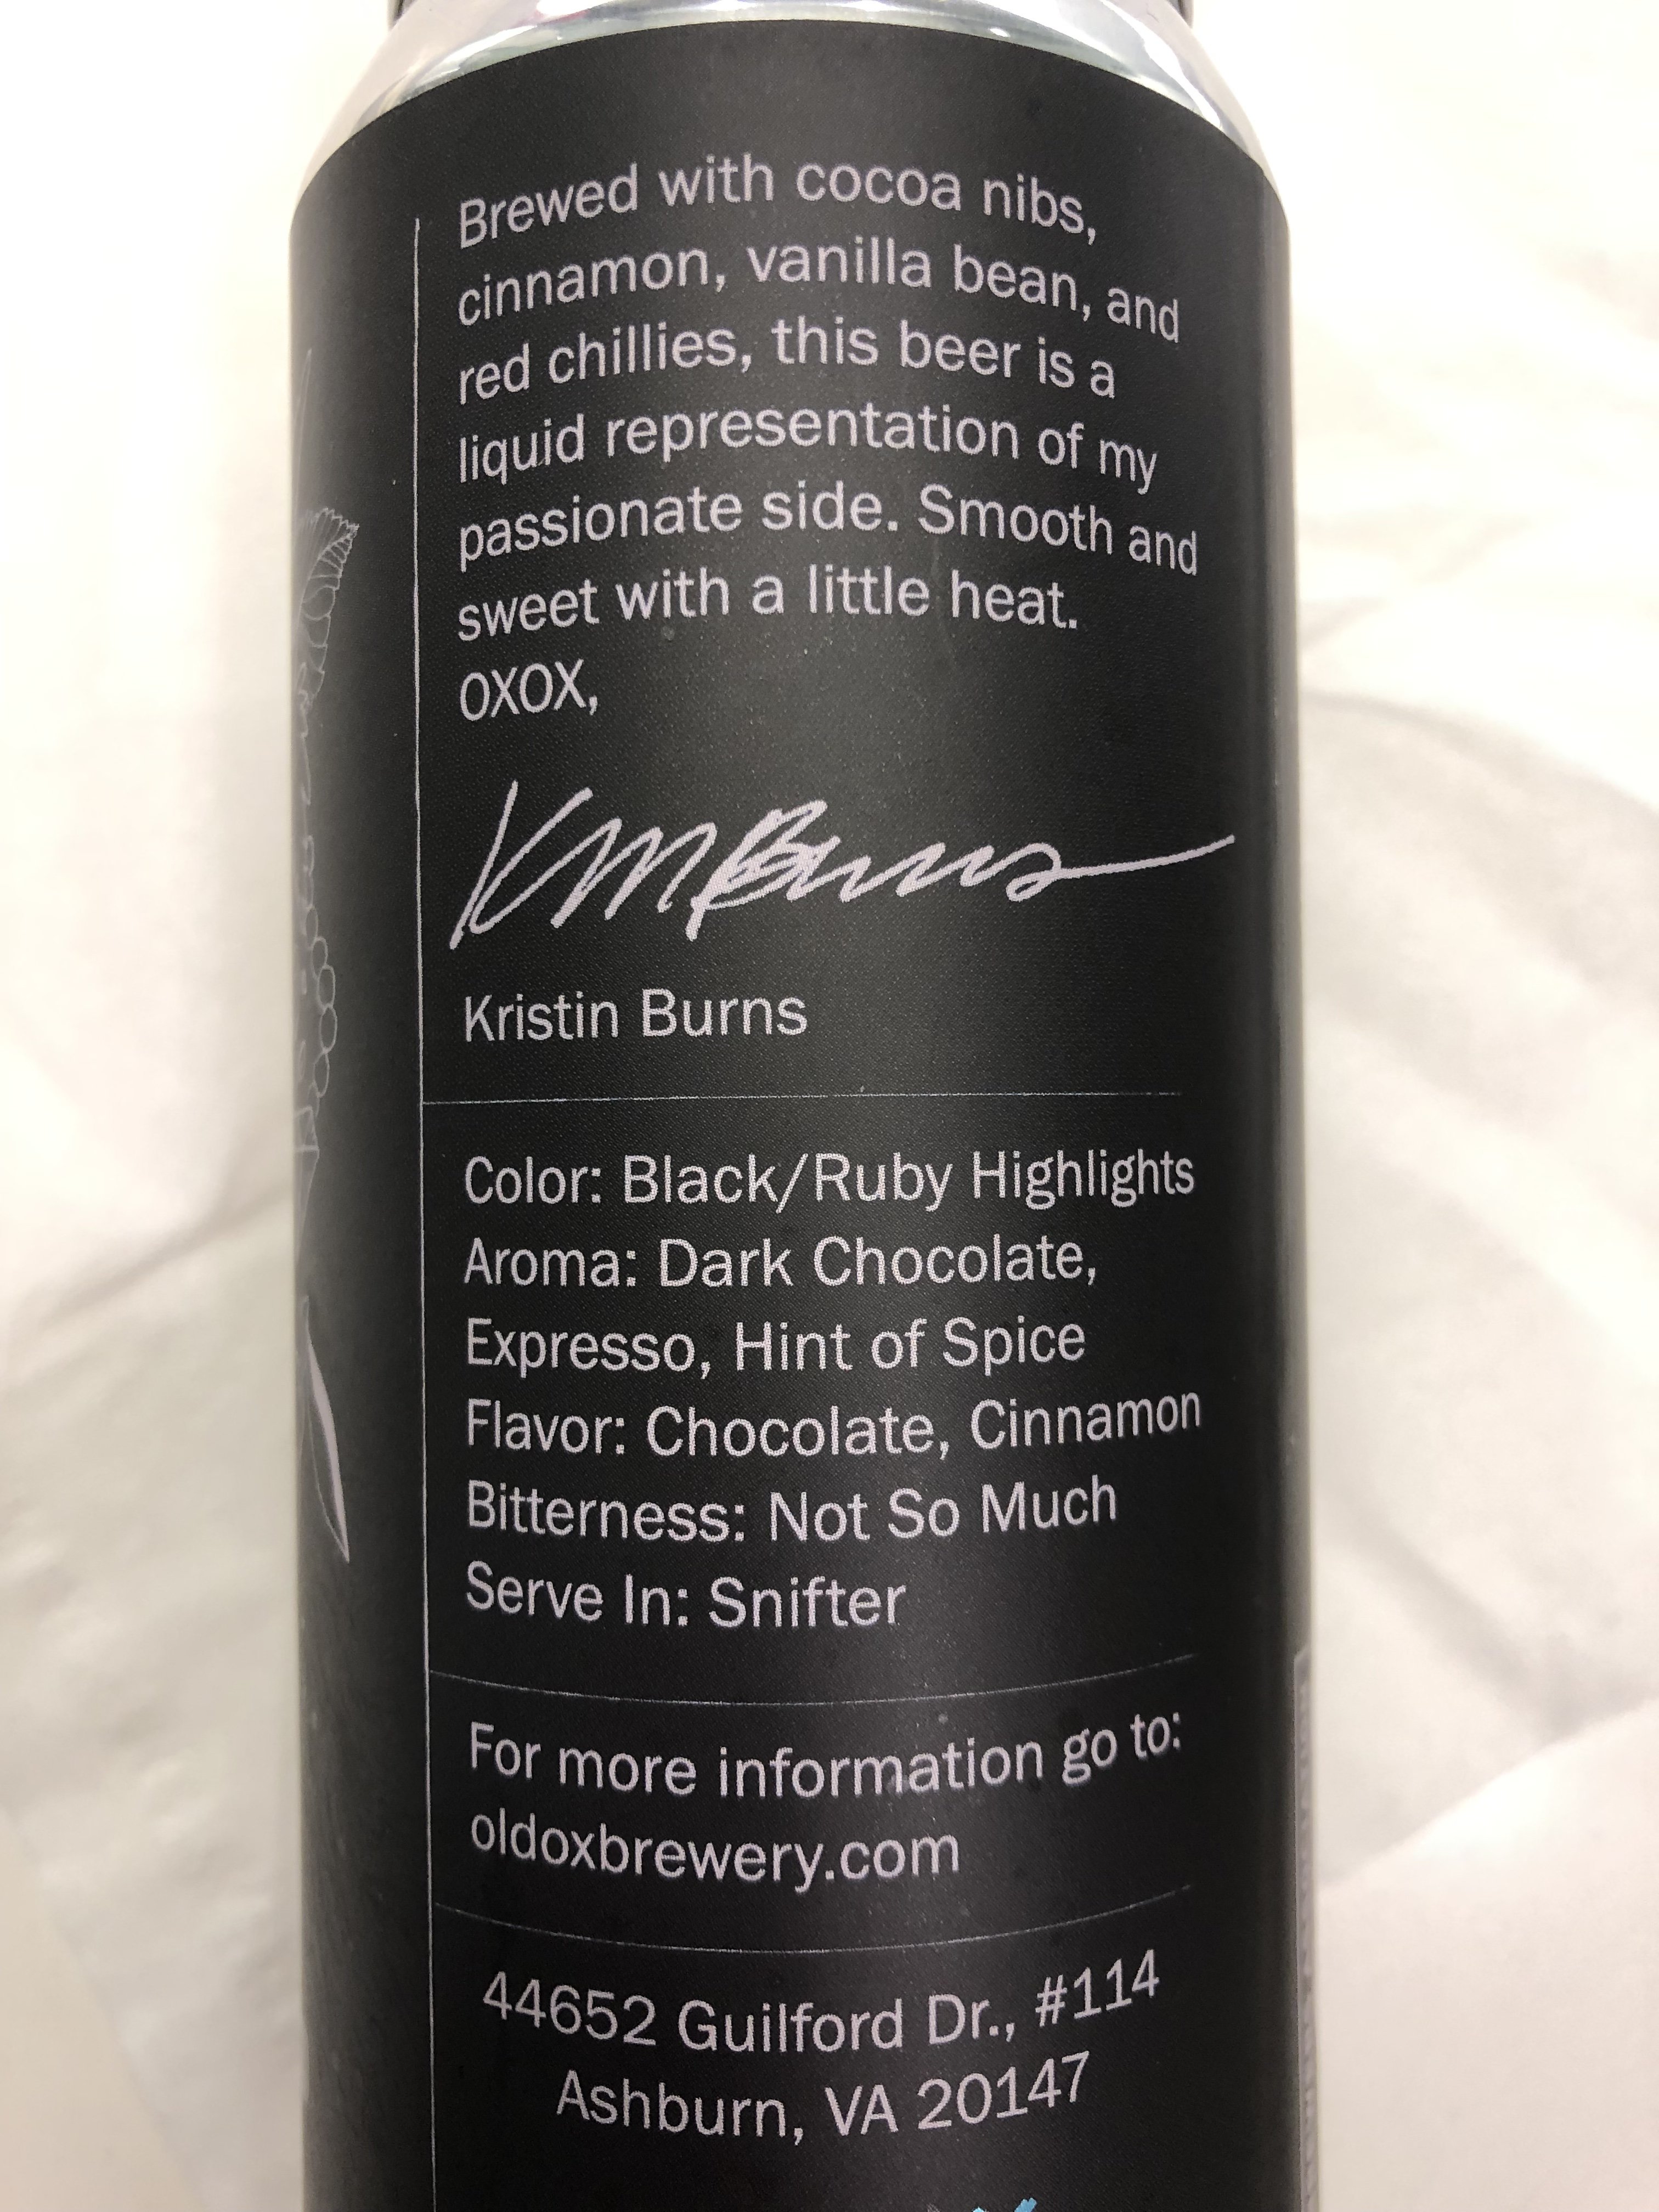 Brewed with cocoa nibs,
cinnamon, vanilla bean, and
red chillies, this beer is a
liquid representation of my
passionate side. Smooth and
sweet with a little heat.
OXOX,
KMBurns
Kristin Burns
Color: Black/Ruby Highlights
Aroma: Dark Chocolate,
Expresso, Hint of Spice
Flavor: Chocolate, Cinnamon
Bitterness: Not So Much
Serve In: Snifter
For more information go to:
oldoxbrewery.com
44652 Guilford Dr., #114
Ashburn, VA 20147